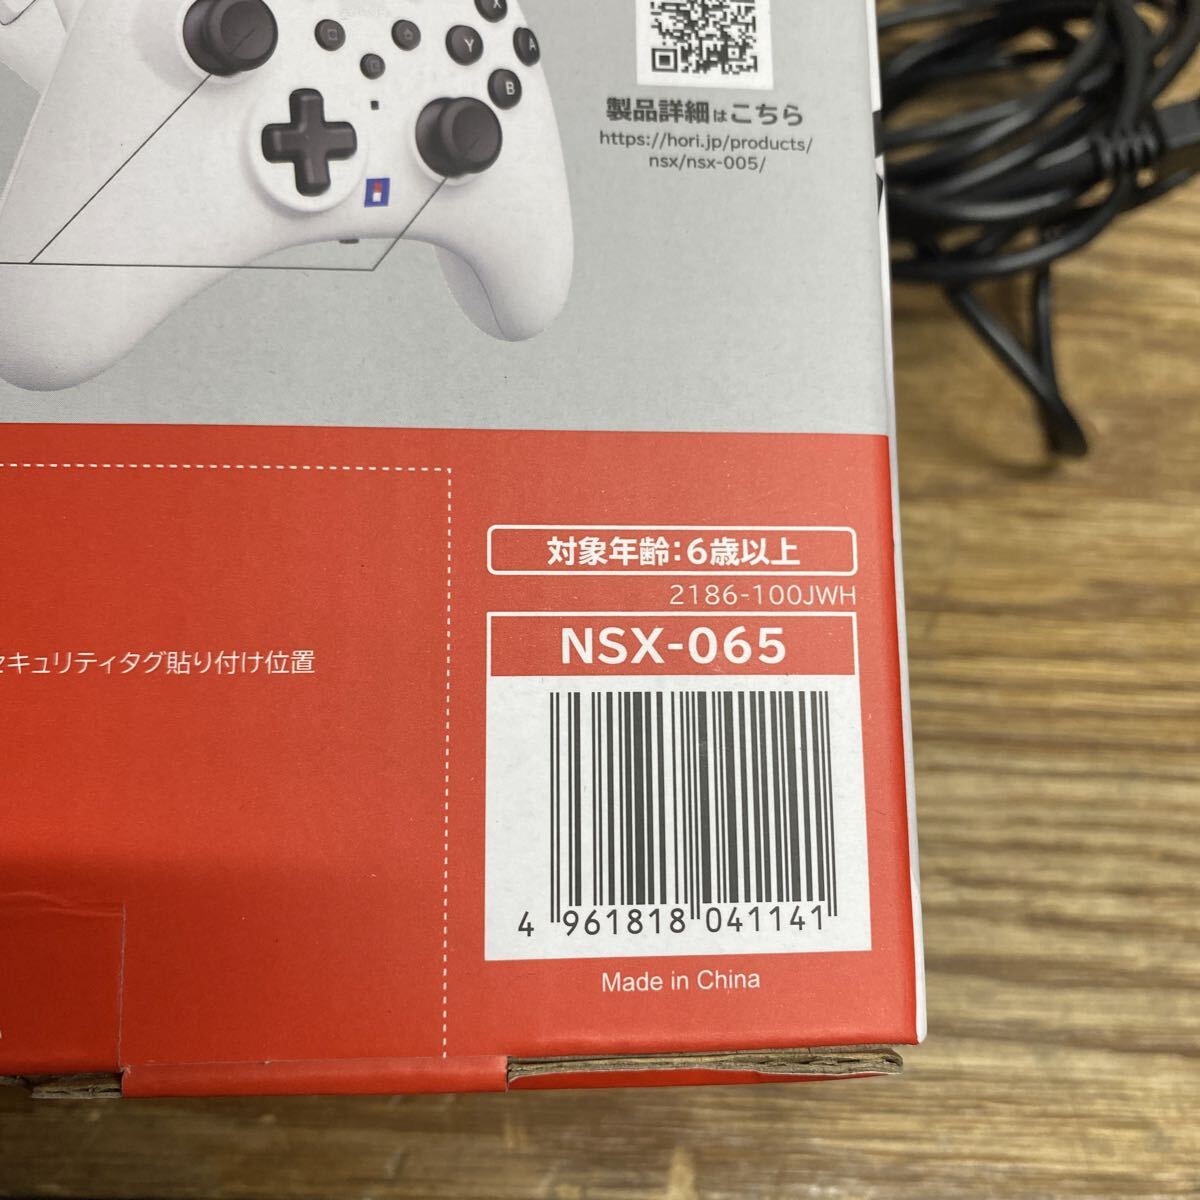 X
Y
A
B
製品詳細はこちら
https://hori.jp/products/
nsx/nsx-005/
対象年齢：6歳以上
2186-100JWH
NSX-065
セキュリティタグ貼り付け位置
4 961818 041141
Made in China